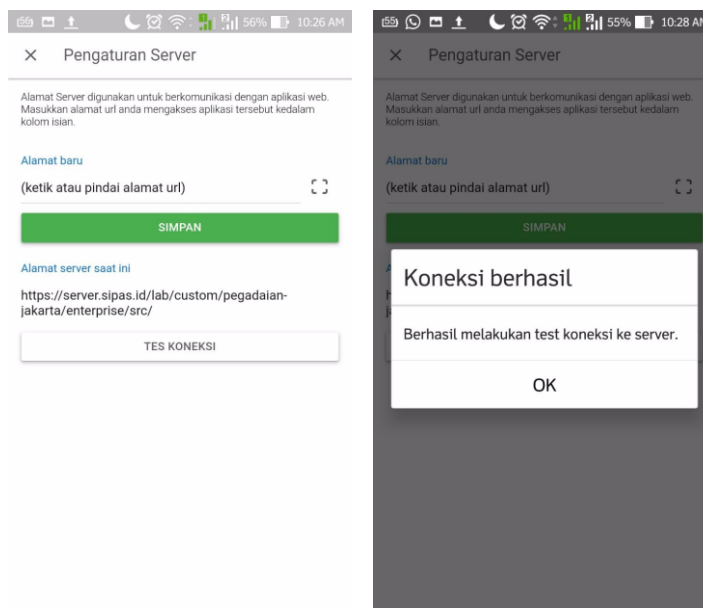 55 56% 10:26 AM
Pengaturan Server
Alamat Server digunakan untuk berkomunikasi dengan aplikasi web.
Masukkan alamat url anda mengakses aplikasi tersebut kedalam
kolom isian.
Alamat baru
(ketik atau pindai alamat url)
SIMPAN
Alamat server saat ini
https://server.sipas.id/lab/custom/pegadaian-
jakarta/enterprise/src/
TES KONEKSI
55 55% 10:28 AM
Pengaturan Server
Alamat Server digunakan untuk berkomunikasi dengan aplikasi web.
Masukkan alamat url anda mengakses aplikasi tersebut kedalam
kolom isian.
Alamat baru
(ketik atau pindai alamat url)
SIMPAN
Koneksi berhasil
Berhasil melakukan test koneksi ke server.
OK